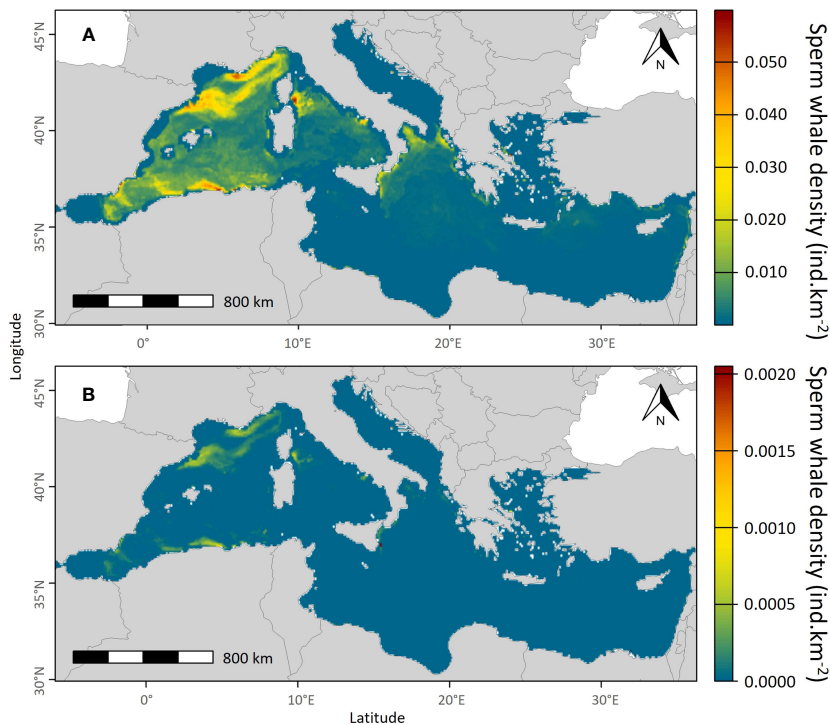 A
45°N
40°N
35°N
30°N
N
800 km
0°
10°E
20°E
30°E
0.050
0.040
0.030
0.020
0.010
Sperm whale density (ind.km-2)
Longitude
B
45°N
40°N
35°N
30°N
N
800 km
0°
10°E
20°E
30°E
Latitude
0.0020
0.0015
0.0010
0.0005
0.0000
Sperm whale density (ind.km-2)